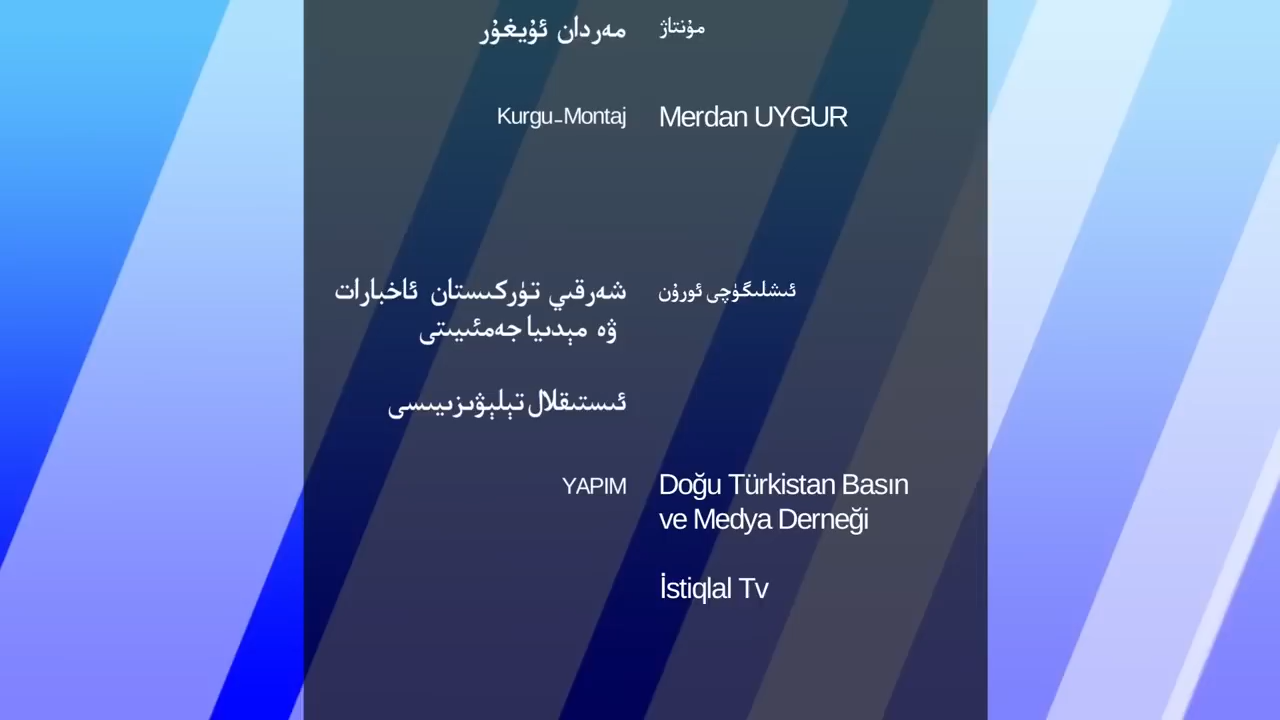 مۇنتاژ
مەردان ئۇيغۇر
Kurgu-Montaj
Merdan UYGUR
ئىشلىگۈچى ئورۇن
شەرقىي تۈركىستان ئاخبارات
ۋە مېدىيا جەمئىيىتى
ئىستىقلال تېلېۋىزىيىسى
YAPIM
Doğu Türkistan Basın
ve Medya Derneği
İstiqlal Tv